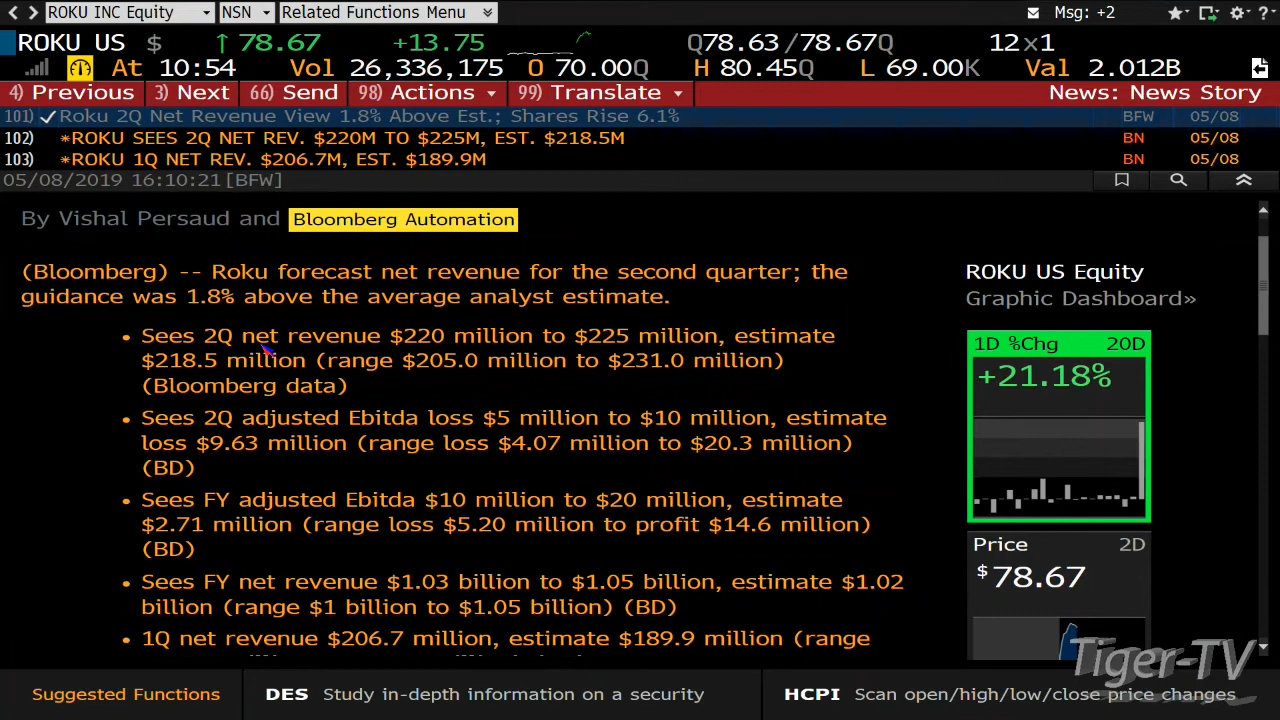 ROKU INC Equity NSN Related Functions Menu Msg: +2
ROKU US $ ↑ 78.67 +13.75 Q78.63/78.67Q 12x1
At 10:54 Vol 26,336,175 O 70.00Q H 80.45Q L 69.00K Val 2.012B
4) Previous 3) Next 66) Send 98) Actions 99) Translate News: News Story
101) Roku 2Q Net Revenue View 1.8% Above Est.; Shares Rise 6.1% BFW 05/08
102) *ROKU SEES 2Q NET REV. $220M TO $225M, EST. $218.5M BN 05/08
103) *ROKU 1Q NET REV. $206.7M, EST. $189.9M BN 05/08
05/08/2019 16:10:21 [BFW]
By Vishal Persaud and Bloomberg Automation
(Bloomberg) -- Roku forecast net revenue for the second quarter; the
guidance was 1.8% above the average analyst estimate.
• Sees 2Q net revenue $220 million to $225 million, estimate
$218.5 million (range $205.0 million to $231.0 million)
(Bloomberg data)
• Sees 2Q adjusted Ebitda loss $5 million to $10 million, estimate
loss $9.63 million (range loss $4.07 million to $20.3 million)
(BD)
• Sees FY adjusted Ebitda $10 million to $20 million, estimate
$2.71 million (range loss $5.20 million to profit $14.6 million)
(BD)
• Sees FY net revenue $1.03 billion to $1.05 billion, estimate $1.02
billion (range $1 billion to $1.05 billion) (BD)
• 1Q net revenue $206.7 million, estimate $189.9 million (range
ROKU US Equity
Graphic Dashboard»
1D %Chg 20D
+21.18%
Price 2D
$78.67
Tiger-TV
Suggested Functions DES Study in-depth information on a security HCPI Scan open/high/low/close price changes